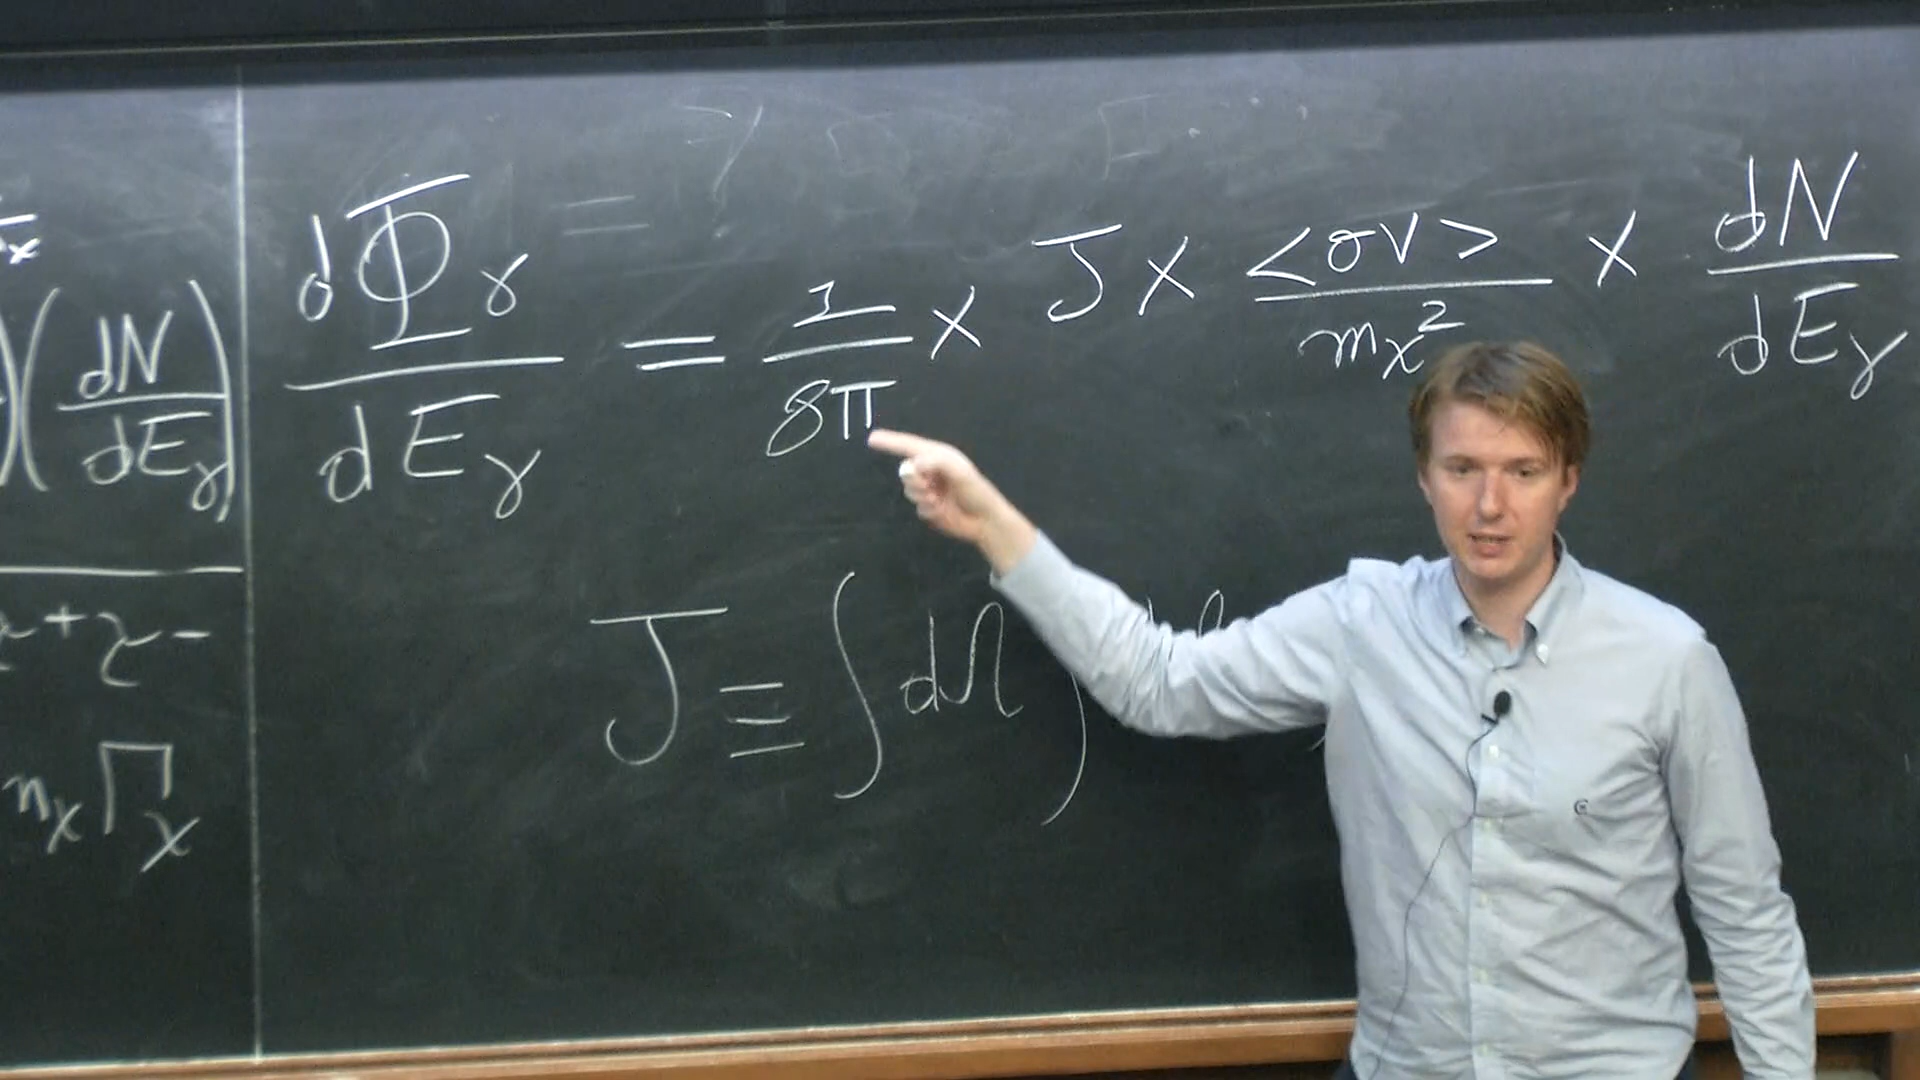 dΦγ/dEγ = 1/8π × J × <σv>/mχ² × dN/dEγ
(dN/dEγ)
J ≡ ∫dΩ ∫
τ+τ-
nχ Γχ